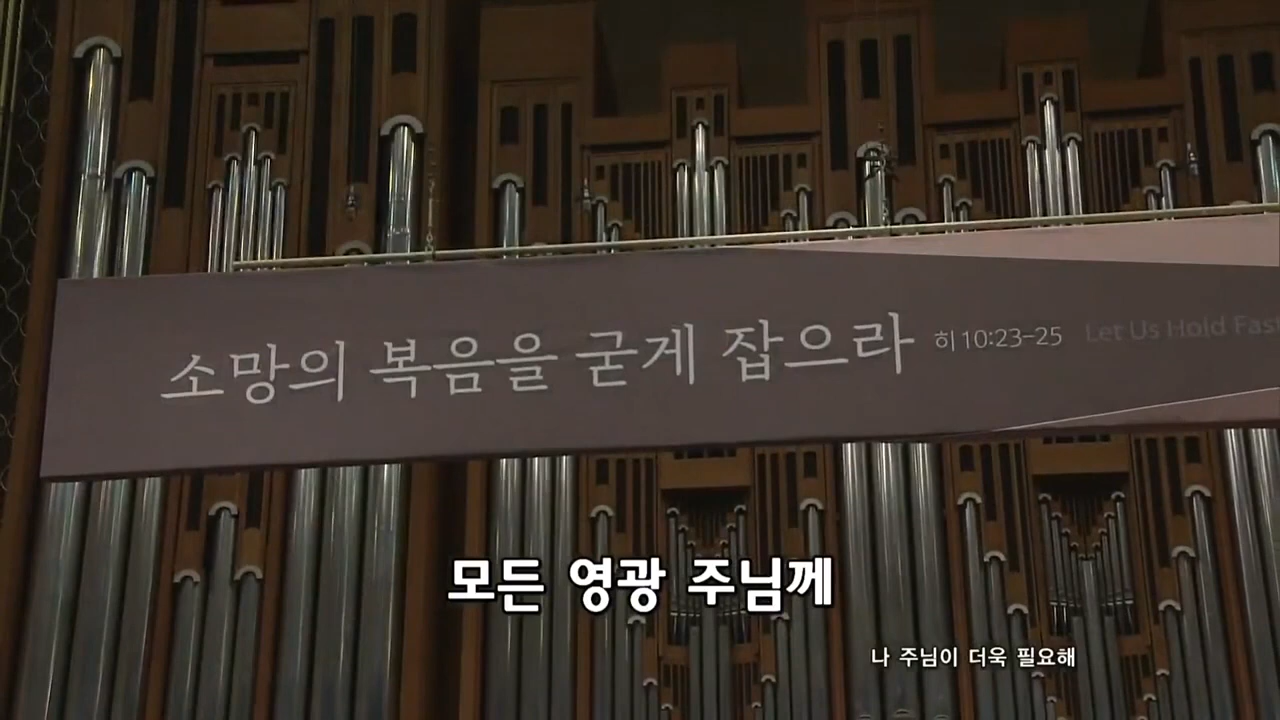 소망의 복음을 굳게 잡으라 히 10:23-25 Let Us Hold
모든 영광 주님께
나 주님이 더욱 필요해